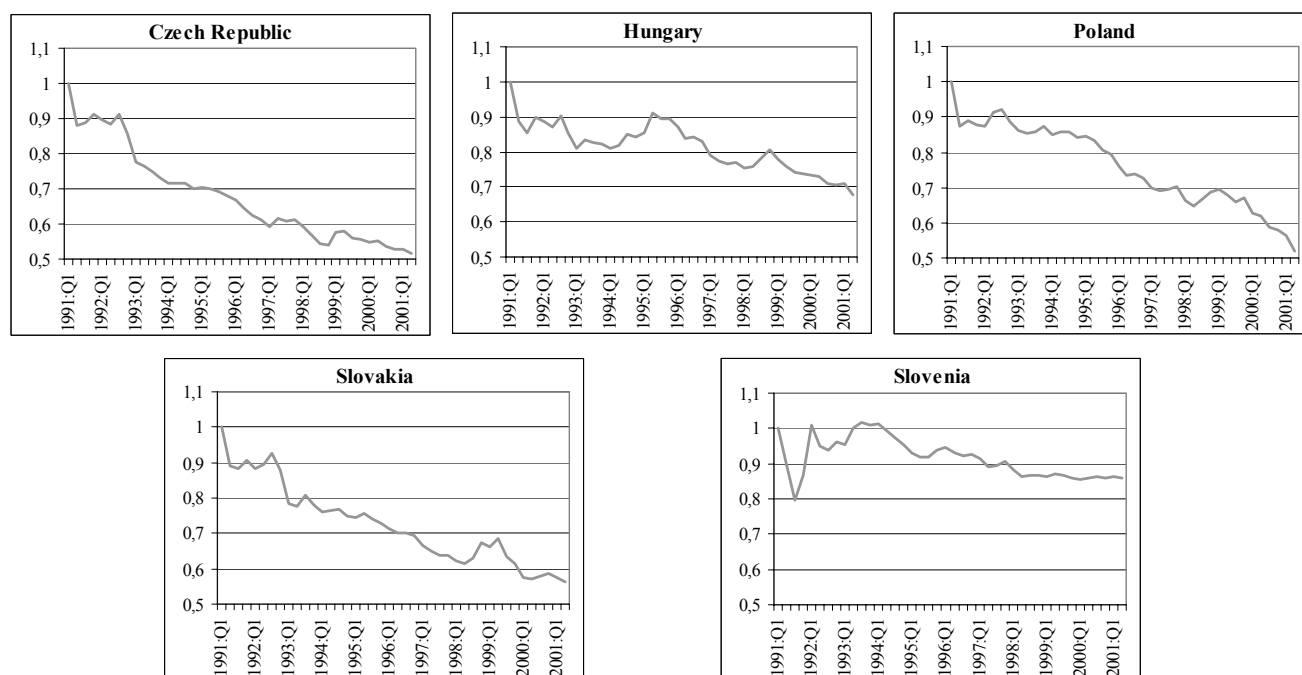 Czech Republic
1,1
1
0,9
0,8
0,7
0,6
0,5
1991:Q1
1992:Q1
1993:Q1
1994:Q1
1995:Q1
1996:Q1
1997:Q1
1998:Q1
1999:Q1
2000:Q1
2001:Q1
Hungary
1,1
1
0,9
0,8
0,7
0,6
0,5
1991:Q1
1992:Q1
1993:Q1
1994:Q1
1995:Q1
1996:Q1
1997:Q1
1998:Q1
1999:Q1
2000:Q1
2001:Q1
Poland
1,1
1
0,9
0,8
0,7
0,6
0,5
1991:Q1
1992:Q1
1993:Q1
1994:Q1
1995:Q1
1996:Q1
1997:Q1
1998:Q1
1999:Q1
2000:Q1
2001:Q1
Slovakia
1,1
1
0,9
0,8
0,7
0,6
0,5
1991:Q1
1992:Q1
1993:Q1
1994:Q1
1995:Q1
1996:Q1
1997:Q1
1998:Q1
1999:Q1
2000:Q1
2001:Q1
Slovenia
1,1
1
0,9
0,8
0,7
0,6
0,5
1991:Q1
1992:Q1
1993:Q1
1994:Q1
1995:Q1
1996:Q1
1997:Q1
1998:Q1
1999:Q1
2000:Q1
2001:Q1